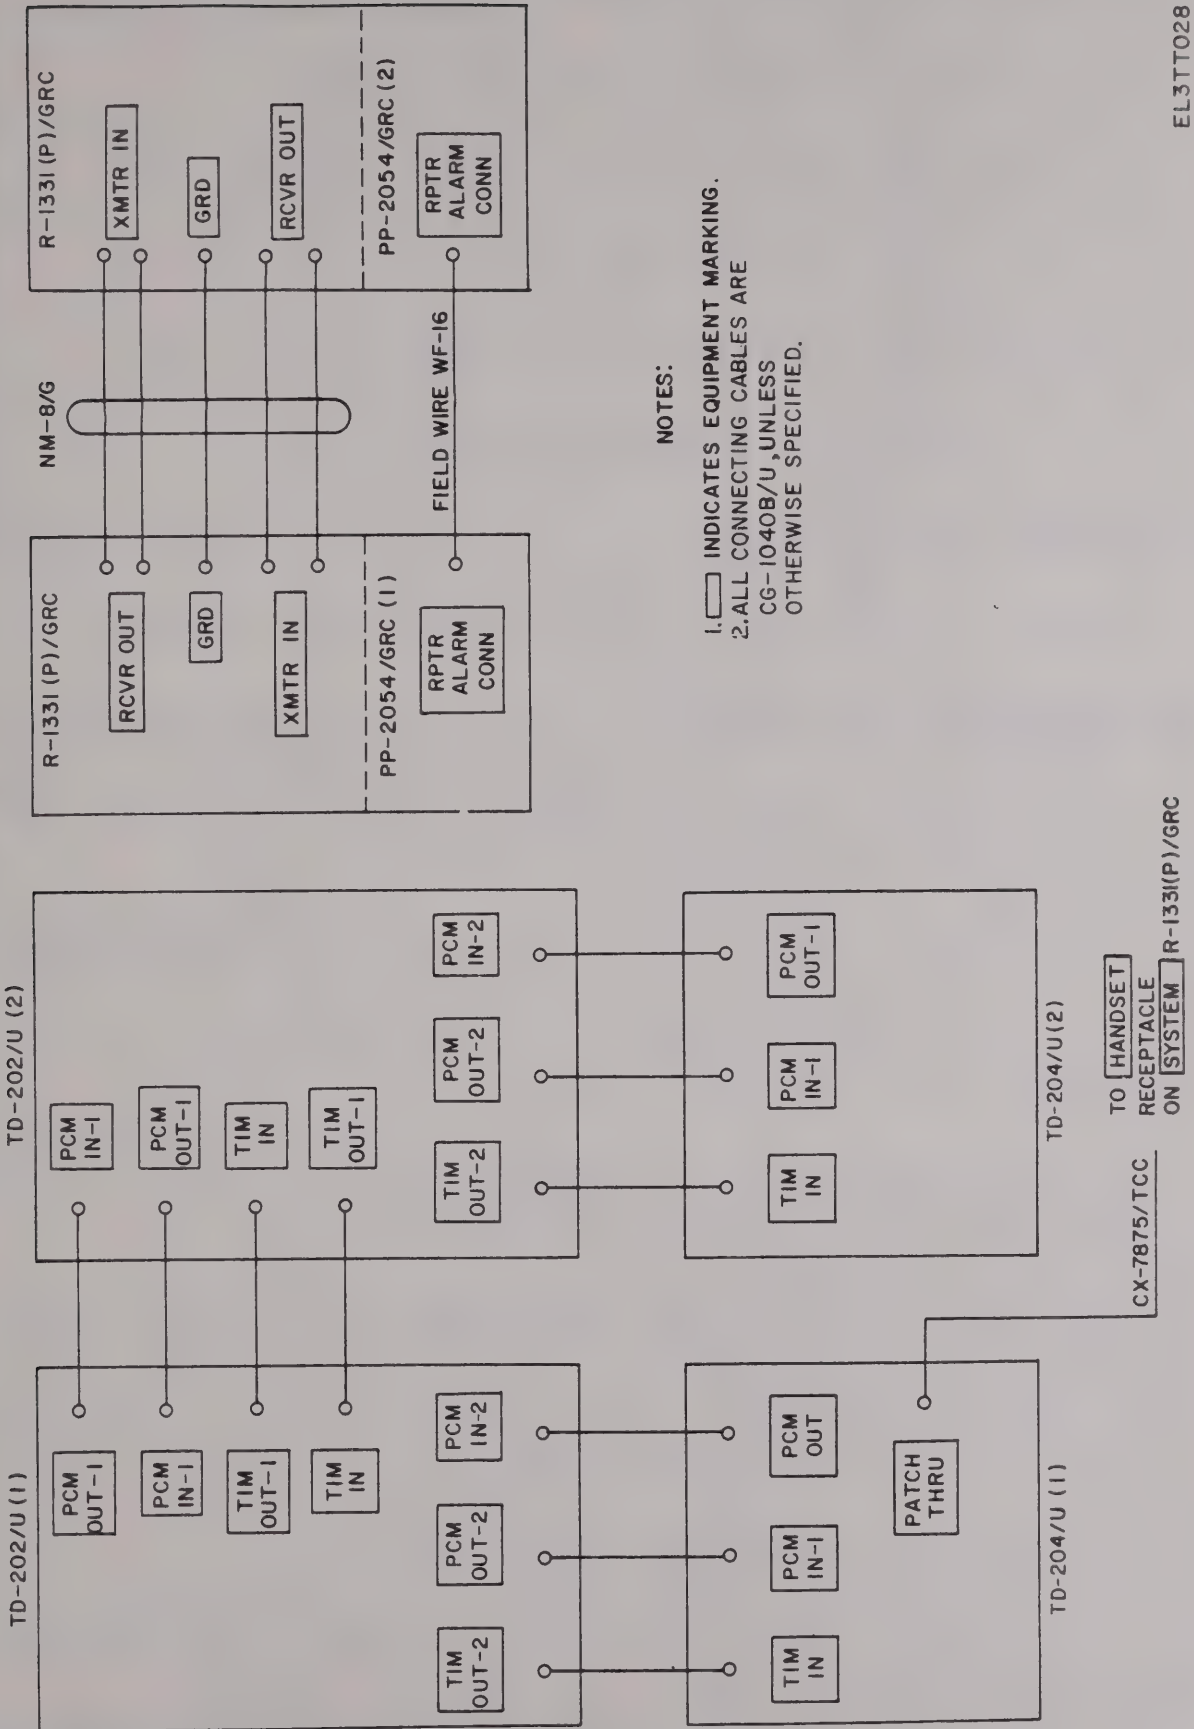 TD-202/U (1)
PCM
OUT-1
PCM
IN-1
TIM
OUT-1
TIM
IN
TIM
OUT-2
PCM
OUT-2
PCM
IN-2
TIM
IN
PCM
IN-1
PCM
OUT
PATCH
THRU
TD-204/U (1)
TD-202/U (2)
PCM
IN-1
PCM
OUT-1
TIM
IN
TIM
OUT-1
TIM
OUT-2
PCM
OUT-2
PCM
IN-2
TIM
IN
PCM
IN-1
PCM
OUT-1
TD-204/U (2)
CX-7875/TCC
TO HANDSET
RECEPTACLE
ON SYSTEM R-1331(P)/GRC
R-1331 (P)/GRC
RCVR OUT
GRD
XMTR IN
PP-2054/GRC (1)
RPTR
ALARM
CONN
NM-8/G
FIELD WIRE WF-16
R-1331 (P)/GRC
XMTR IN
GRD
RCVR OUT
PP-2054/GRC (2)
RPTR
ALARM
CONN
NOTES:
1. INDICATES EQUIPMENT MARKING.
2. ALL CONNECTING CABLES ARE
CG-1040B/U, UNLESS
OTHERWISE SPECIFIED.
EL3TT028